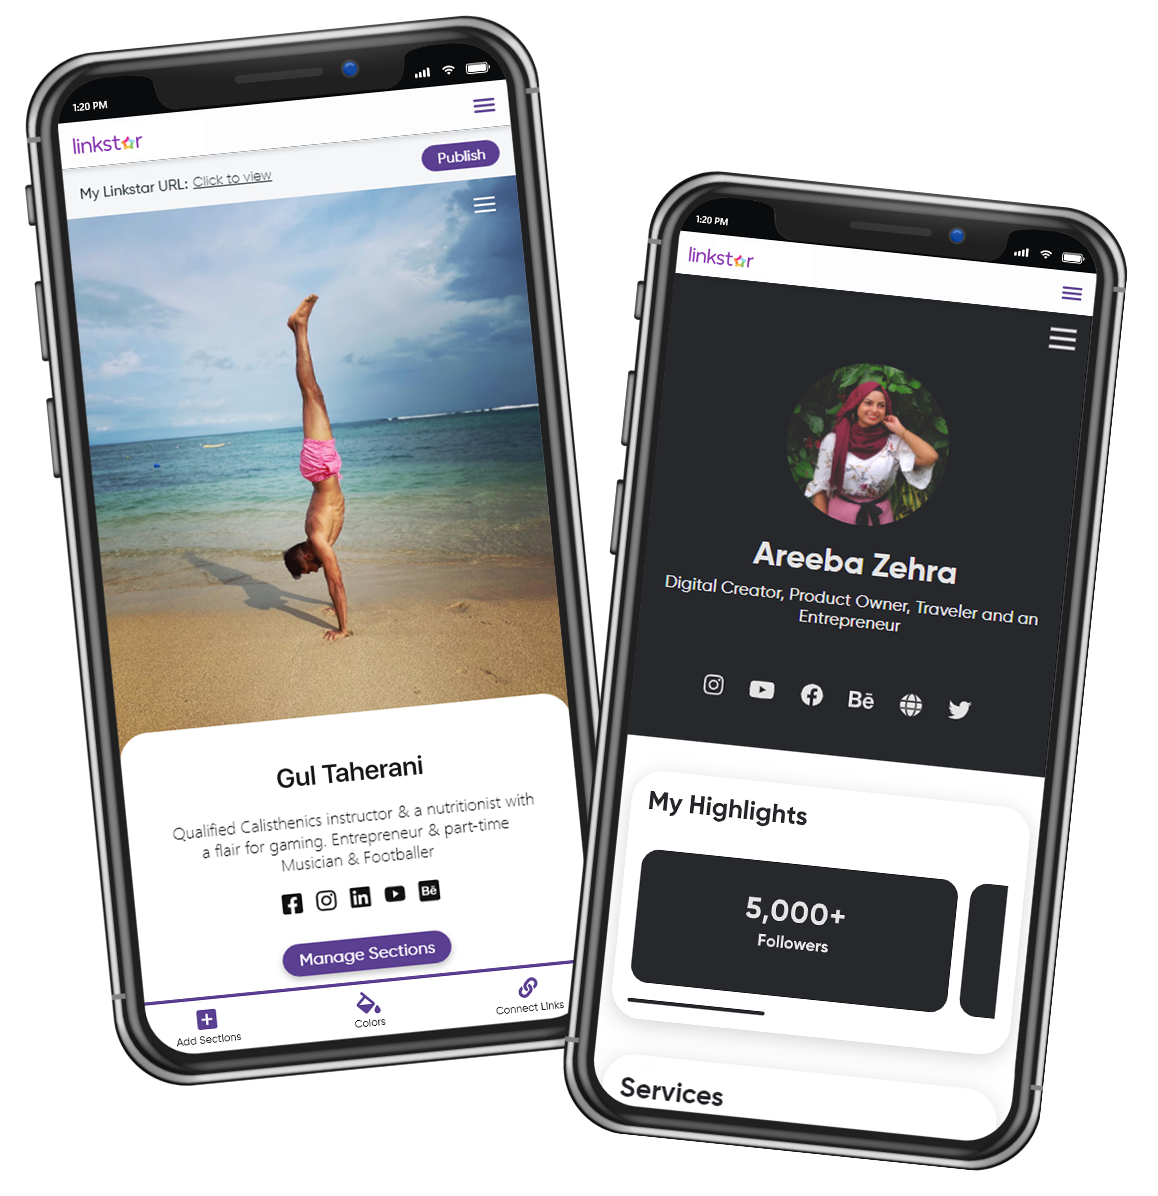 1:20 PM
linkstar
My Linkstar URL: Click to view
Publish
Gul Taherani
Qualified Calisthenics instructor & a nutritionist with
a flair for gaming. Entrepreneur & part-time
Musician & Footballer
in
Bē
Manage Sections
Add Sections
Colors
Connect Links
1:20 PM
linkstar
Areeba Zehra
Digital Creator, Product Owner, Traveler and an
Entrepreneur
Bē
My Highlights
5,000+
Followers
Services